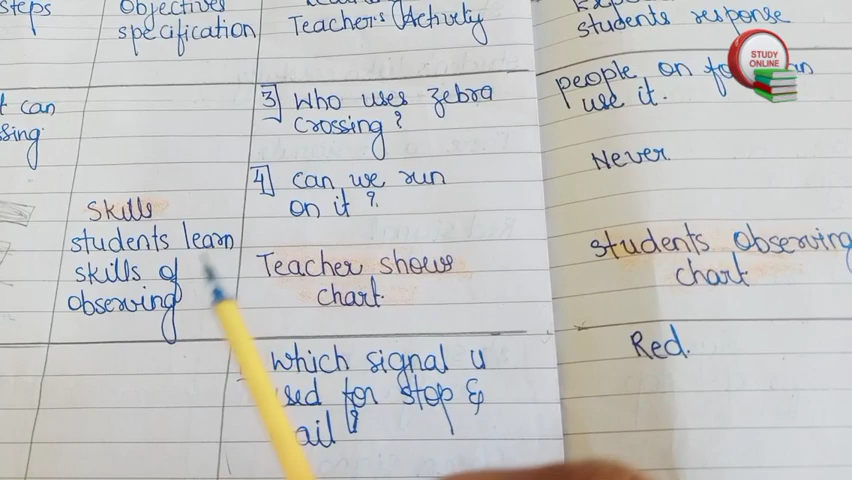 steps
Objectives
specification
Teacher's Activity
students response
STUDY
ONLINE
can
3] Who uses zebra
crossing?
people on
use it.
4] can we run
on it?
Never.
Skills
students learn
skills of
observing
Teacher shows
chart.
students observing
chart
which signal u
for stop &
Red.